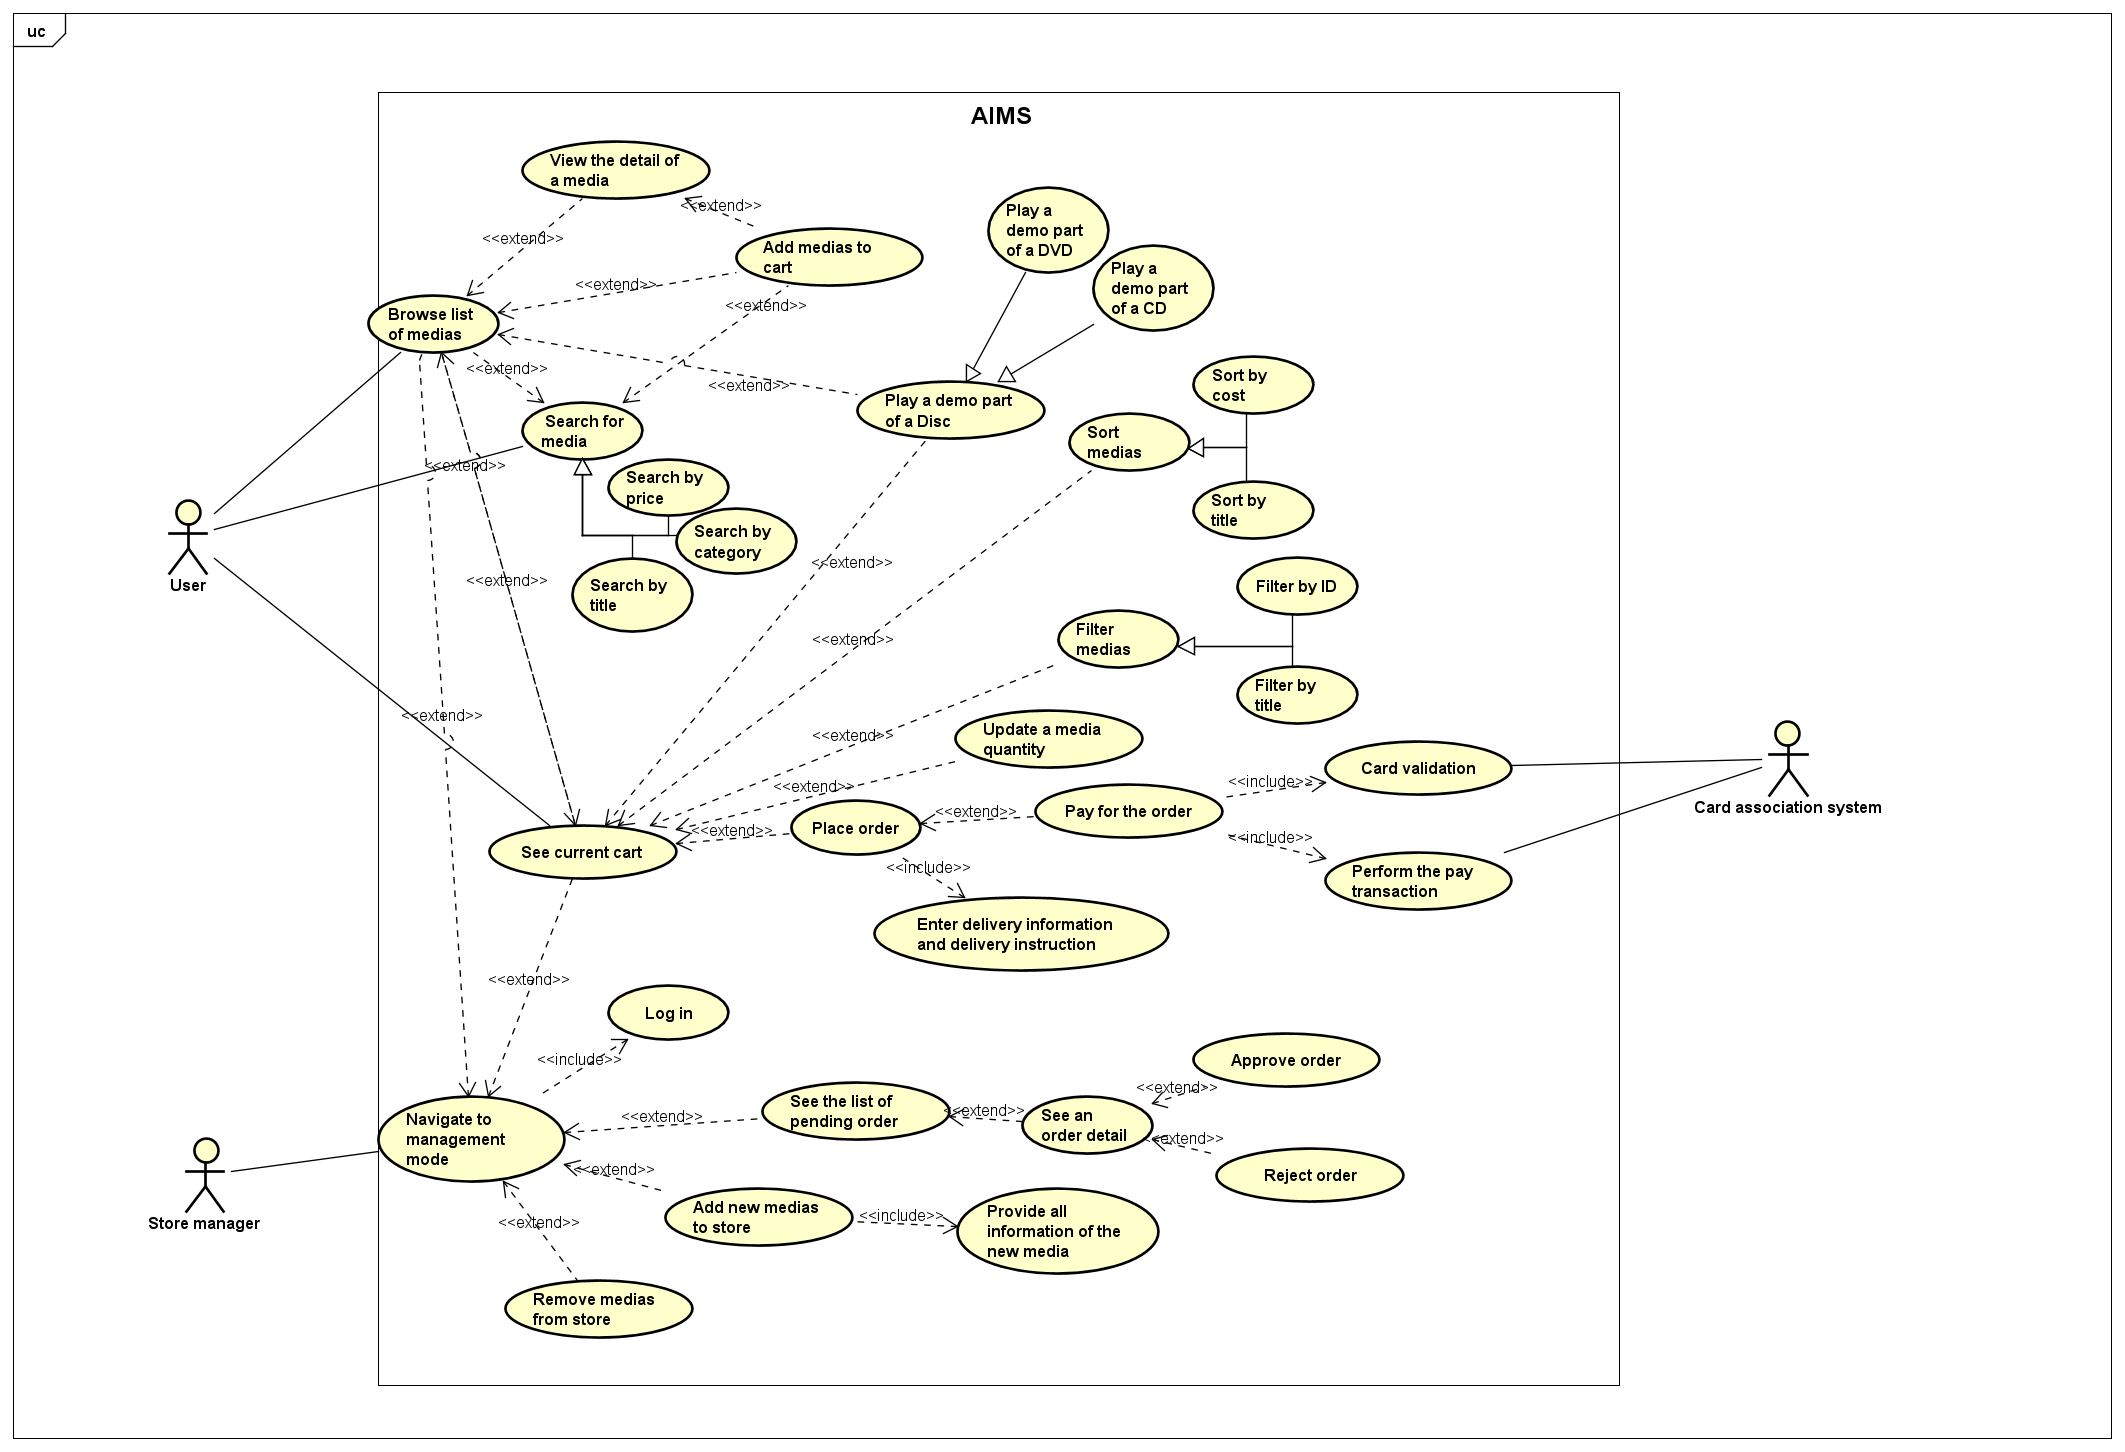 uc
AIMS
View the detail of
a media
<<extend>>
<<extend>>
Add medias to
cart
Play a
demo part
of a DVD
Play a
demo part
of a CD
<<extend>>
<<extend>>
Browse list
of medias
<<extend>>
<<extend>>
Play a demo part
of a Disc
Sort by
cost
Search for
media
Sort
medias
<<extend>>
Search by
price
Sort by
title
Search by
category
<<extend>>
<<extend>>
Search by
title
User
Filter by ID
<<extend>>
Filter
medias
Filter by
title
<<extend>>
<<extend>>
Update a media
quantity
<<extend>>
Card validation
<<include>>
Card association system
Pay for the order
<<extend>>
Place order
<<extend>>
<<include>>
See current cart
<<include>>
Perform the pay
transaction
Enter delivery information
and delivery instruction
<<extend>>
Log in
<<include>>
Approve order
<<extend>>
See the list of
pending order
<<extend>>
<<extend>>
See an
order detail
Navigate to
management
mode
<<extend>>
Reject order
<<extend>>
Store manager
Add new medias
to store
<<include>>
Provide all
information of the
new media
<<extend>>
Remove medias
from store